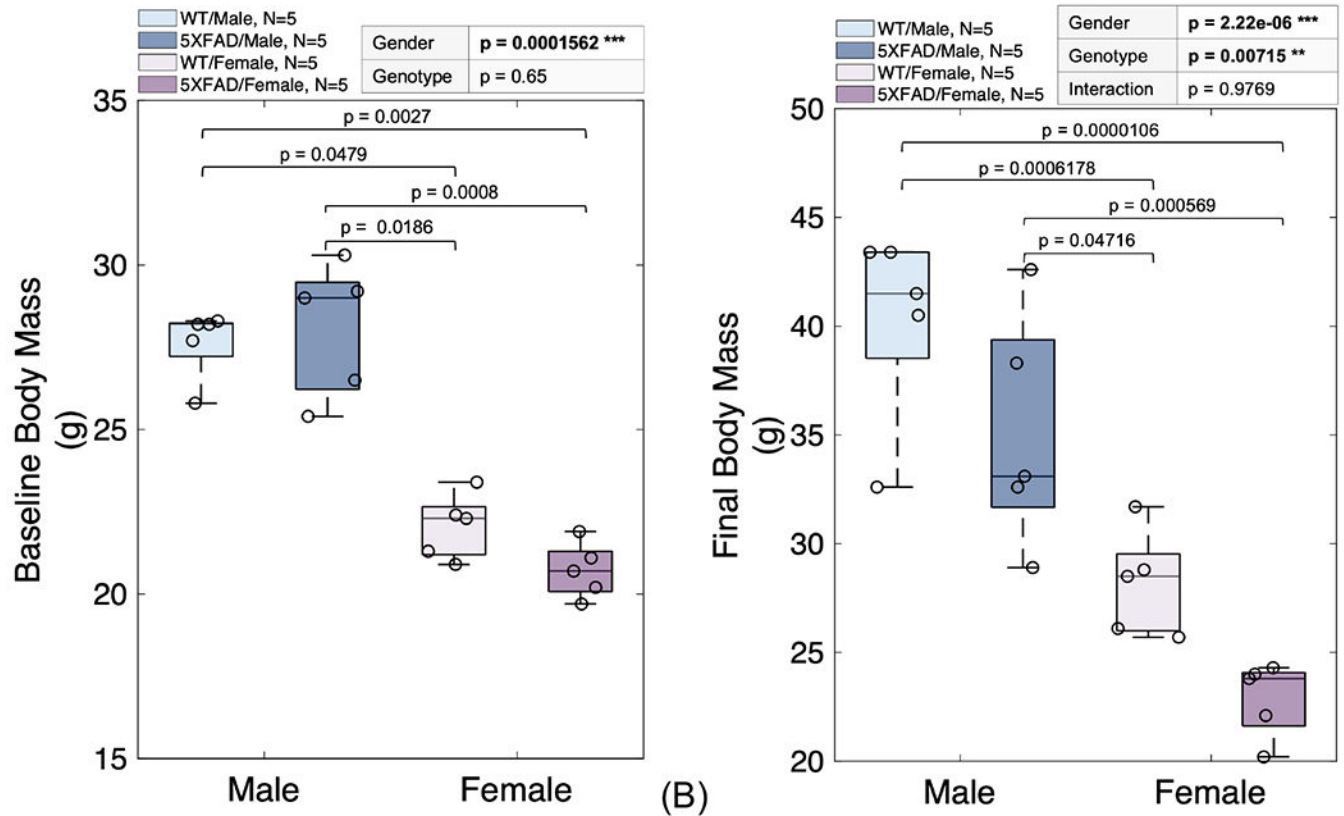 WT/Male, N=5
5XFAD/Male, N=5
WT/Female, N=5
5XFAD/Female, N=5
Gender p = 0.0001562 ***
Genotype p = 0.65
35
30
25
20
15
Baseline Body Mass
(g)
p = 0.0027
p = 0.0479
p = 0.0008
p = 0.0186
Male Female
(B)
WT/Male, N=5
5XFAD/Male, N=5
WT/Female, N=5
5XFAD/Female, N=5
Gender p = 2.22e-06 ***
Genotype p = 0.00715 **
Interaction p = 0.9769
50
45
40
35
30
25
20
Final Body Mass
(g)
p = 0.0000106
p = 0.0006178
p = 0.000569
p = 0.04716
Male Female